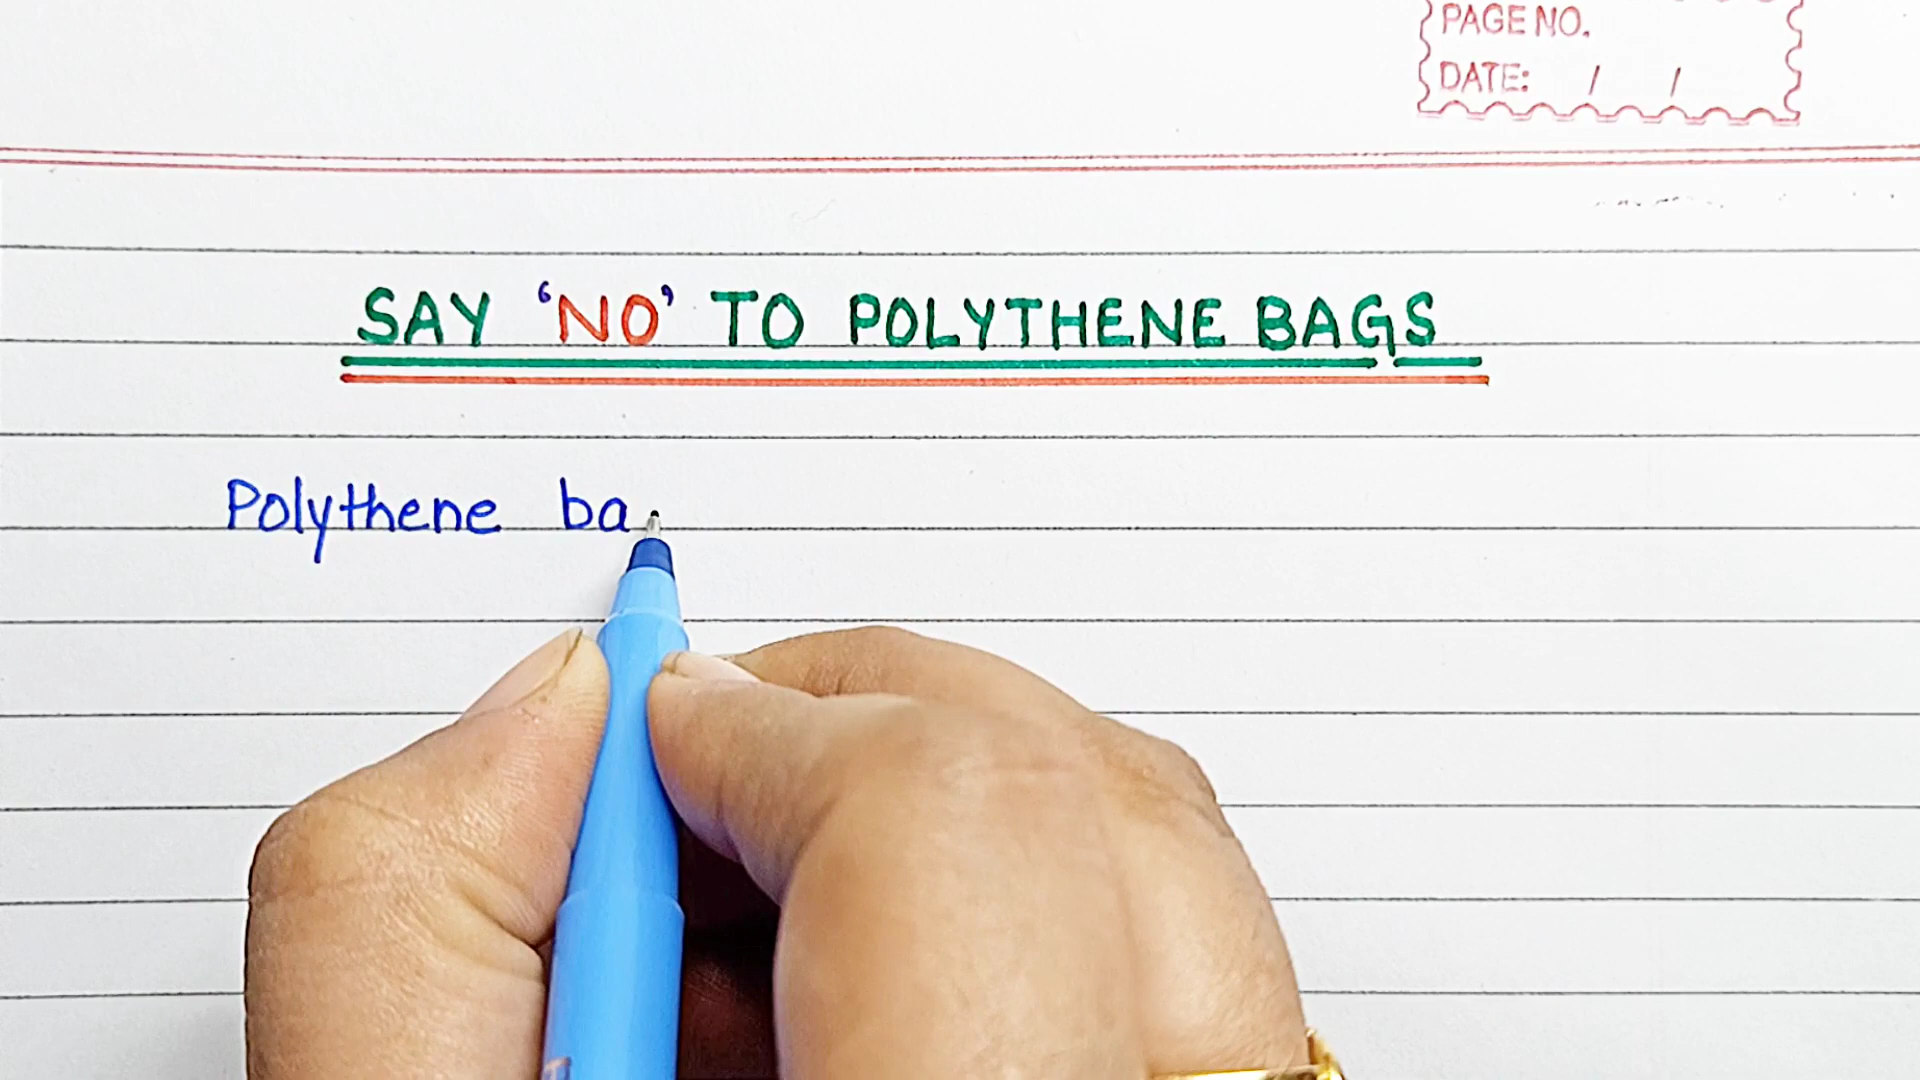 PAGE NO.
DATE: / /
SAY ‘NO’ TO POLYTHENE BAGS
Polythene ba